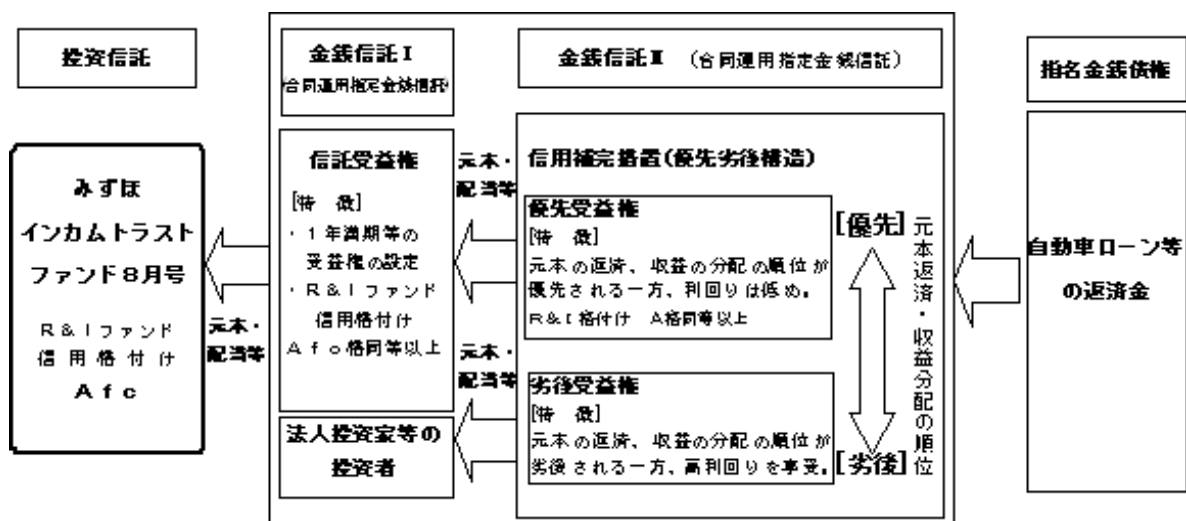 投資信託
みずほ
インカムトラスト
ファンド8月号
R&Iファンド
信用格付け
Afc
元本・
配当等
金銭信託Ⅰ
(合同運用指定金銭信託)
信託受益権
[特 徴]
・1年満期等の
受益権の設定
・R&Iファンド
信用格付け
Afc格同等以上
法人投資家等の
投資者
元本・
配当等
元本・
配当等
金銭信託Ⅱ (合同運用指定金銭信託)
信用補完措置(優先劣後構造)
優先受益権
[特 徴]
元本の返済、収益の分配の順位が
優先される一方、利回りは低め。
R&I格付け A格同等以上
劣後受益権
[特 徴]
元本の返済、収益の分配の順位が
劣後される一方、高利回りを享受。
[優先]
[劣後]
元本返済・収益分配の順位
指名金銭債権
自動車ローン等
の返済金